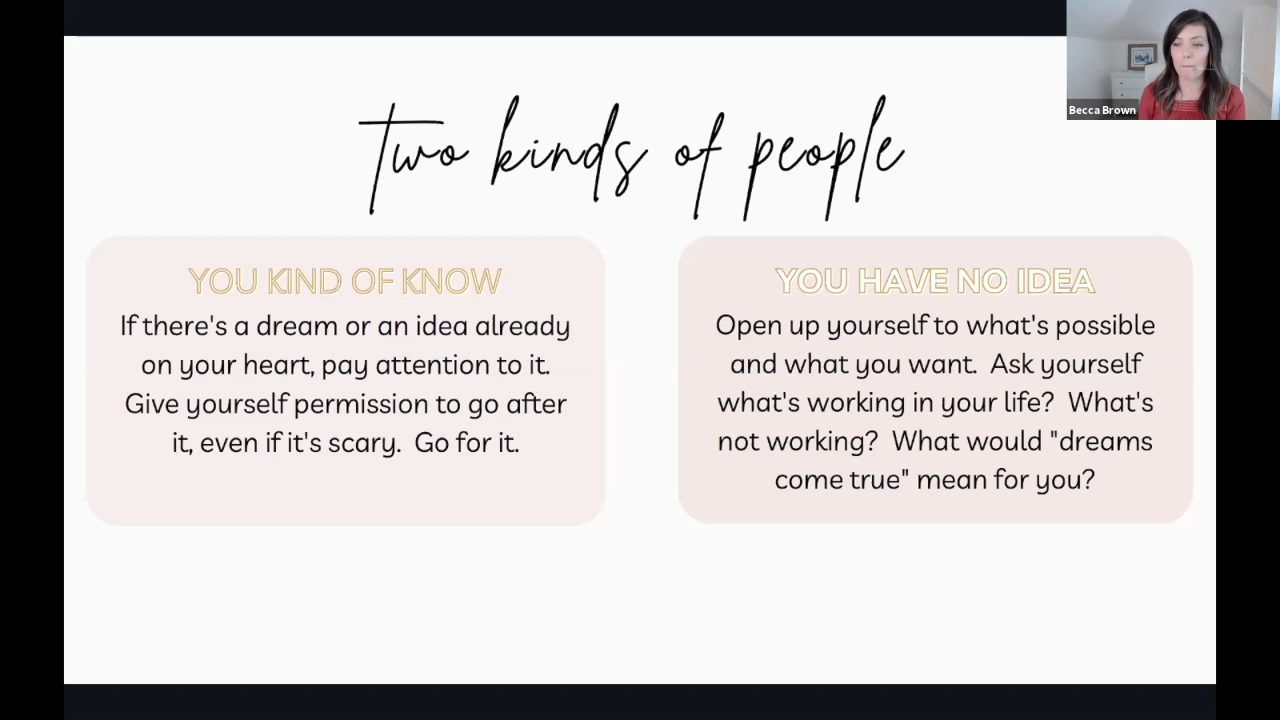 Becca Brown
two kinds of people
YOU KIND OF KNOW
If there's a dream or an idea already
on your heart, pay attention to it.
Give yourself permission to go after
it, even if it's scary.  Go for it.
YOU HAVE NO IDEA
Open up yourself to what's possible
and what you want.  Ask yourself
what's working in your life?  What's
not working?  What would "dreams
come true" mean for you?